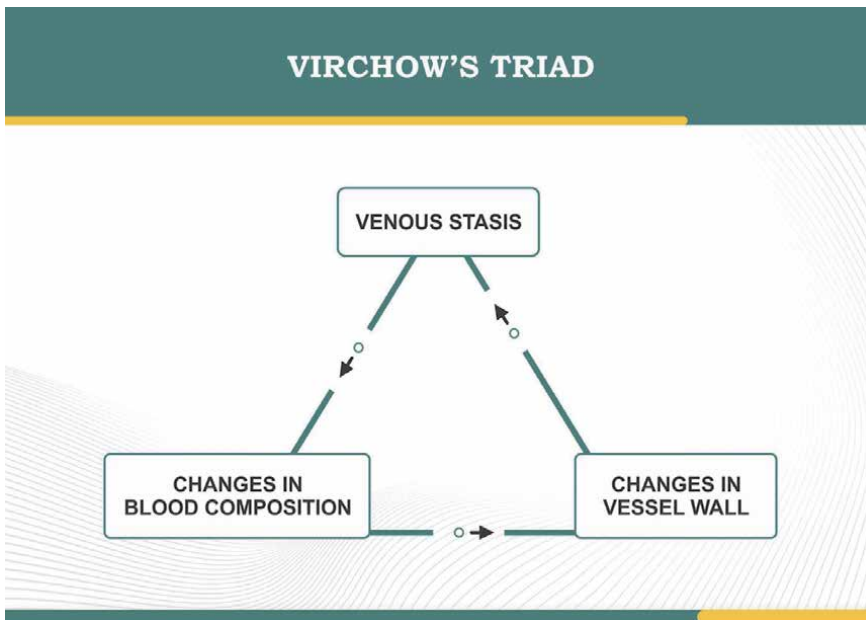 VIRCHOW’S TRIAD
VENOUS STASIS
CHANGES IN
BLOOD COMPOSITION
CHANGES IN
VESSEL WALL